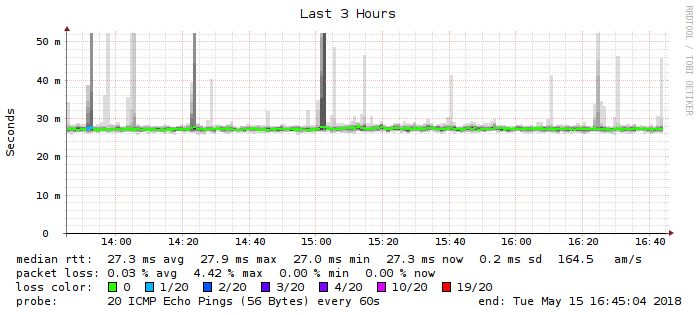 Last 3 Hours
RRDTOOL / TOBI OETIKER
Seconds
50 m
40 m
30 m
20 m
10 m
0
14:00 14:20 14:40 15:00 15:20 15:40 16:00 16:20 16:40
median rtt: 27.3 ms avg 27.9 ms max 27.0 ms min 27.3 ms now 0.2 ms sd 164.5 am/s
packet loss: 0.03 % avg 4.42 % max 0.00 % min 0.00 % now
loss color: 0 1/20 2/20 3/20 4/20 10/20 19/20
probe: 20 ICMP Echo Pings (56 Bytes) every 60s end: Tue May 15 16:45:04 2018